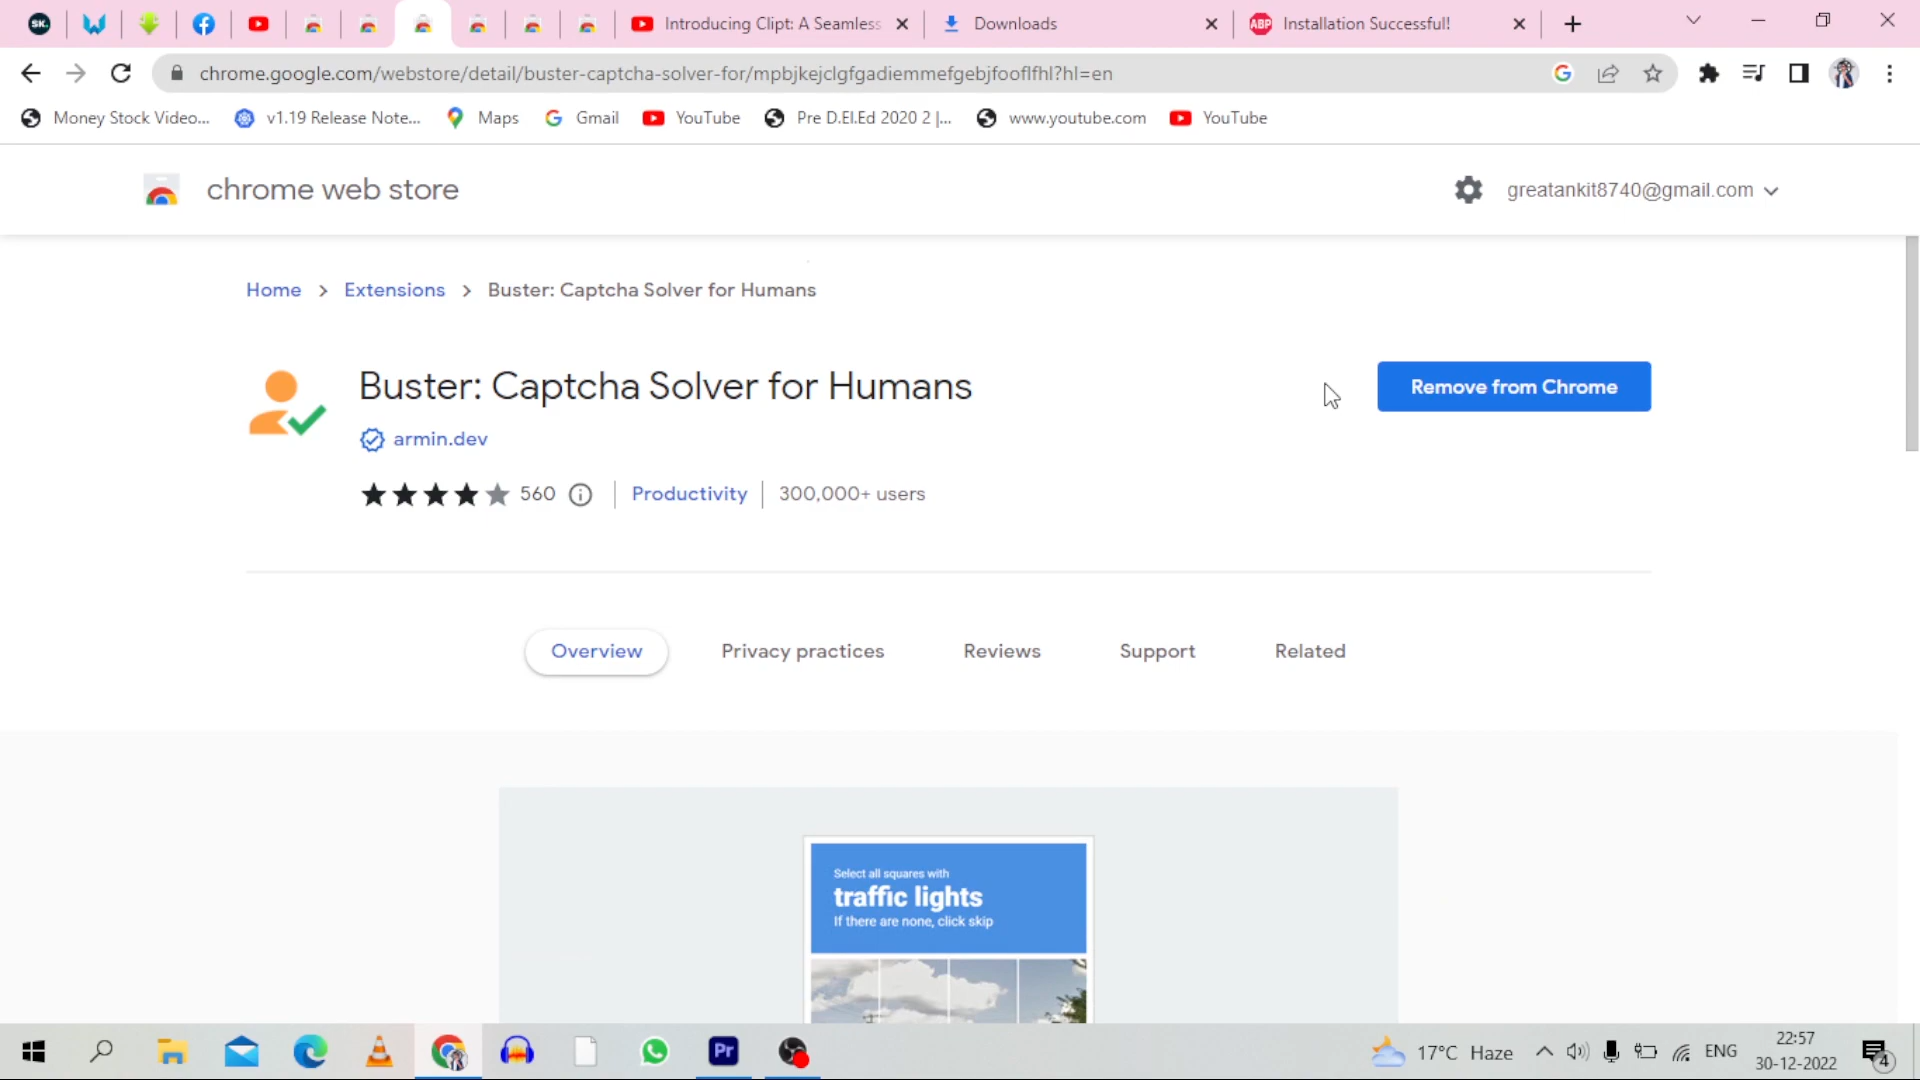 SK.
Introducing Clipt: A Seamless
Downloads
ABP
Installation Successful!
chrome.google.com/webstore/detail/buster-captcha-solver-for/mpbjkejclgfgadiemmefgebjfooflfhl?hl=en
Money Stock Video...
v1.19 Release Note...
Maps
Gmail
YouTube
Pre D.El.Ed 2020 2 |...
www.youtube.com
YouTube
chrome web store
greatankit8740@gmail.com
Home
Extensions
Buster: Captcha Solver for Humans
Buster: Captcha Solver for Humans
Remove from Chrome
armin.dev
560
Productivity
300,000+ users
Overview
Privacy practices
Reviews
Support
Related
Select all squares with
traffic lights
If there are none, click skip
Pr
17°C Haze
ENG
22:57
30-12-2022
4